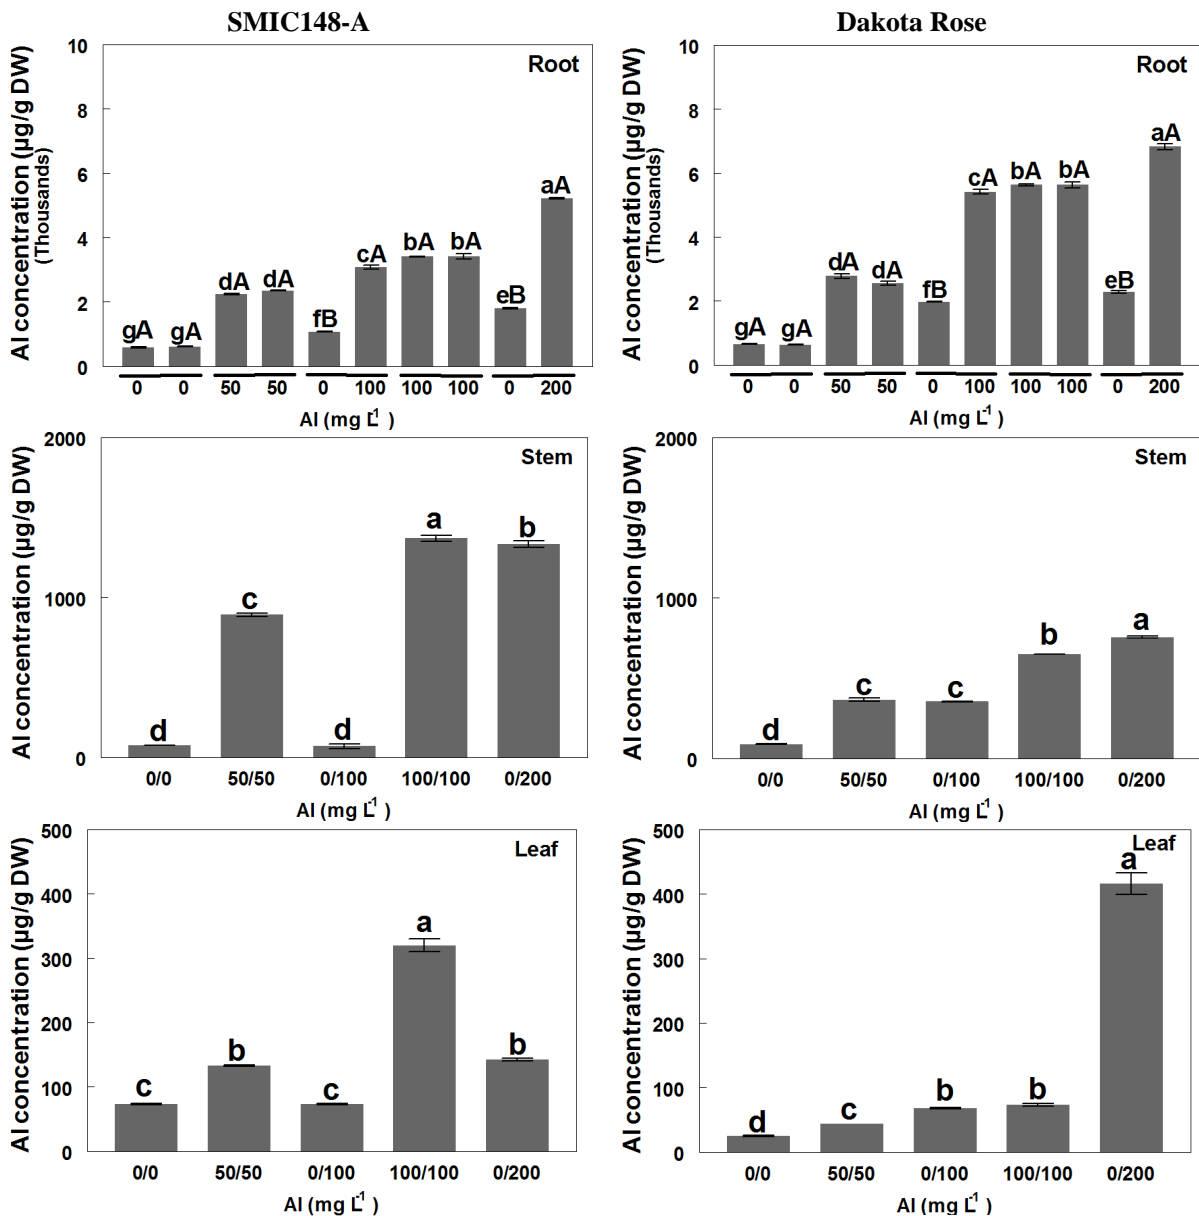 SMIC148-A
Dakota Rose
Al concentration (µg/g DW)
(Thousands)
10
8
6
4
2
0
Root
gA gA dA dA fB cA bA bA eB aA
0 0 50 50 0 100 100 100 0 200
Al (mg L-1 )
Al concentration (µg/g DW)
(Thousands)
10
8
6
4
2
0
Root
gA gA dA dA fB cA bA bA eB aA
0 0 50 50 0 100 100 100 0 200
Al (mg L-1 )
Al concentration (µg/g DW)
2000
1000
0
Stem
d c d a b
0/0 50/50 0/100 100/100 0/200
Al (mg L-1 )
Al concentration (µg/g DW)
2000
1000
0
Stem
d c c b a
0/0 50/50 0/100 100/100 0/200
Al (mg L-1 )
Al concentration (µg/g DW)
500
400
300
200
100
0
Leaf
c b c a b
0/0 50/50 0/100 100/100 0/200
Al (mg L-1 )
Al concentration (µg/g DW)
500
400
300
200
100
0
Leaf
d c b b a
0/0 50/50 0/100 100/100 0/200
Al (mg L-1 )